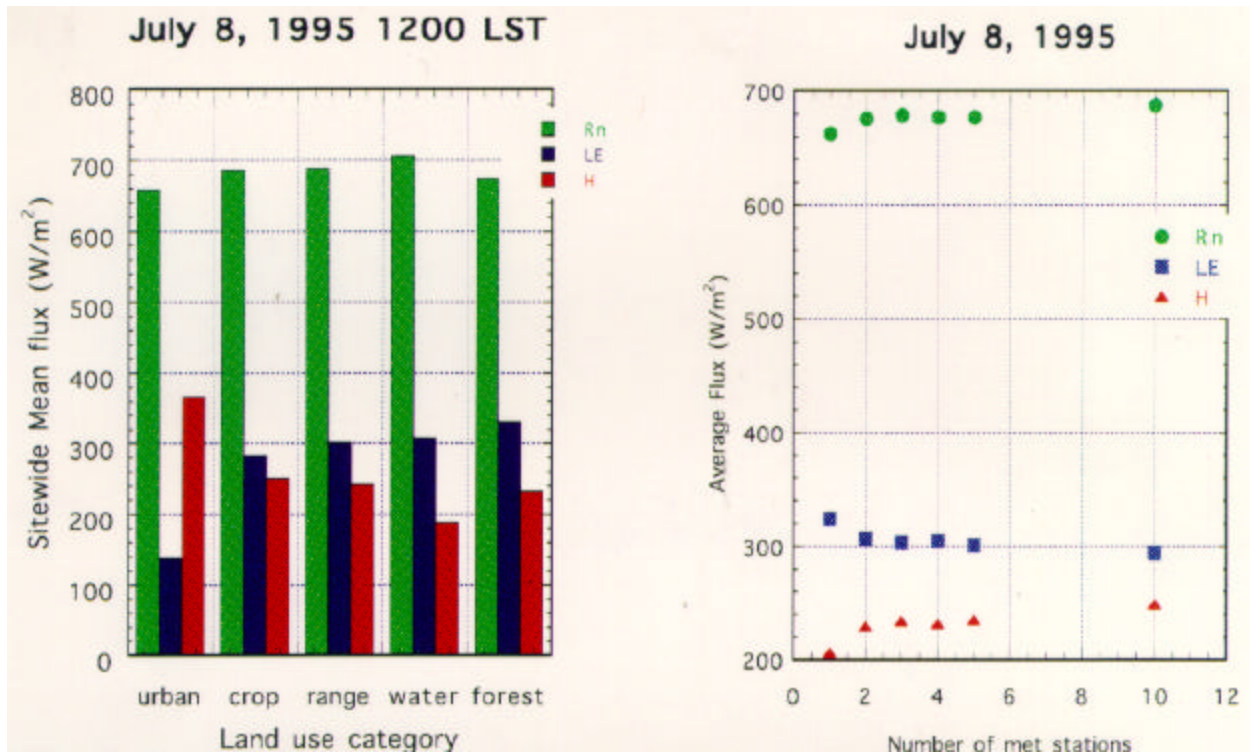 July 8, 1995 1200 LST
800
700
600
500
400
300
200
100
0
Sitewide Mean flux (W/m²)
urban crop range water forest
Land use category
Rn
LE
H
July 8, 1995
700
600
500
400
300
200
Average Flux (W/m²)
0 2 4 6 8 10 12
Number of met stations
Rn
LE
H